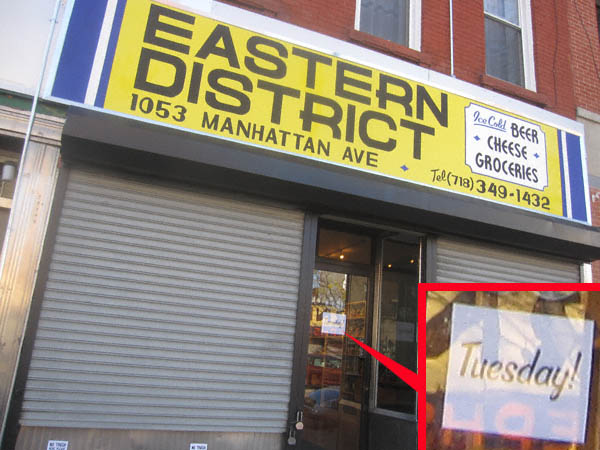 EASTERN
DISTRICT
1053 MANHATTAN AVE
Ice Cold BEER
CHEESE
GROCERIES
Tel (718) 349-1432
Tuesday!